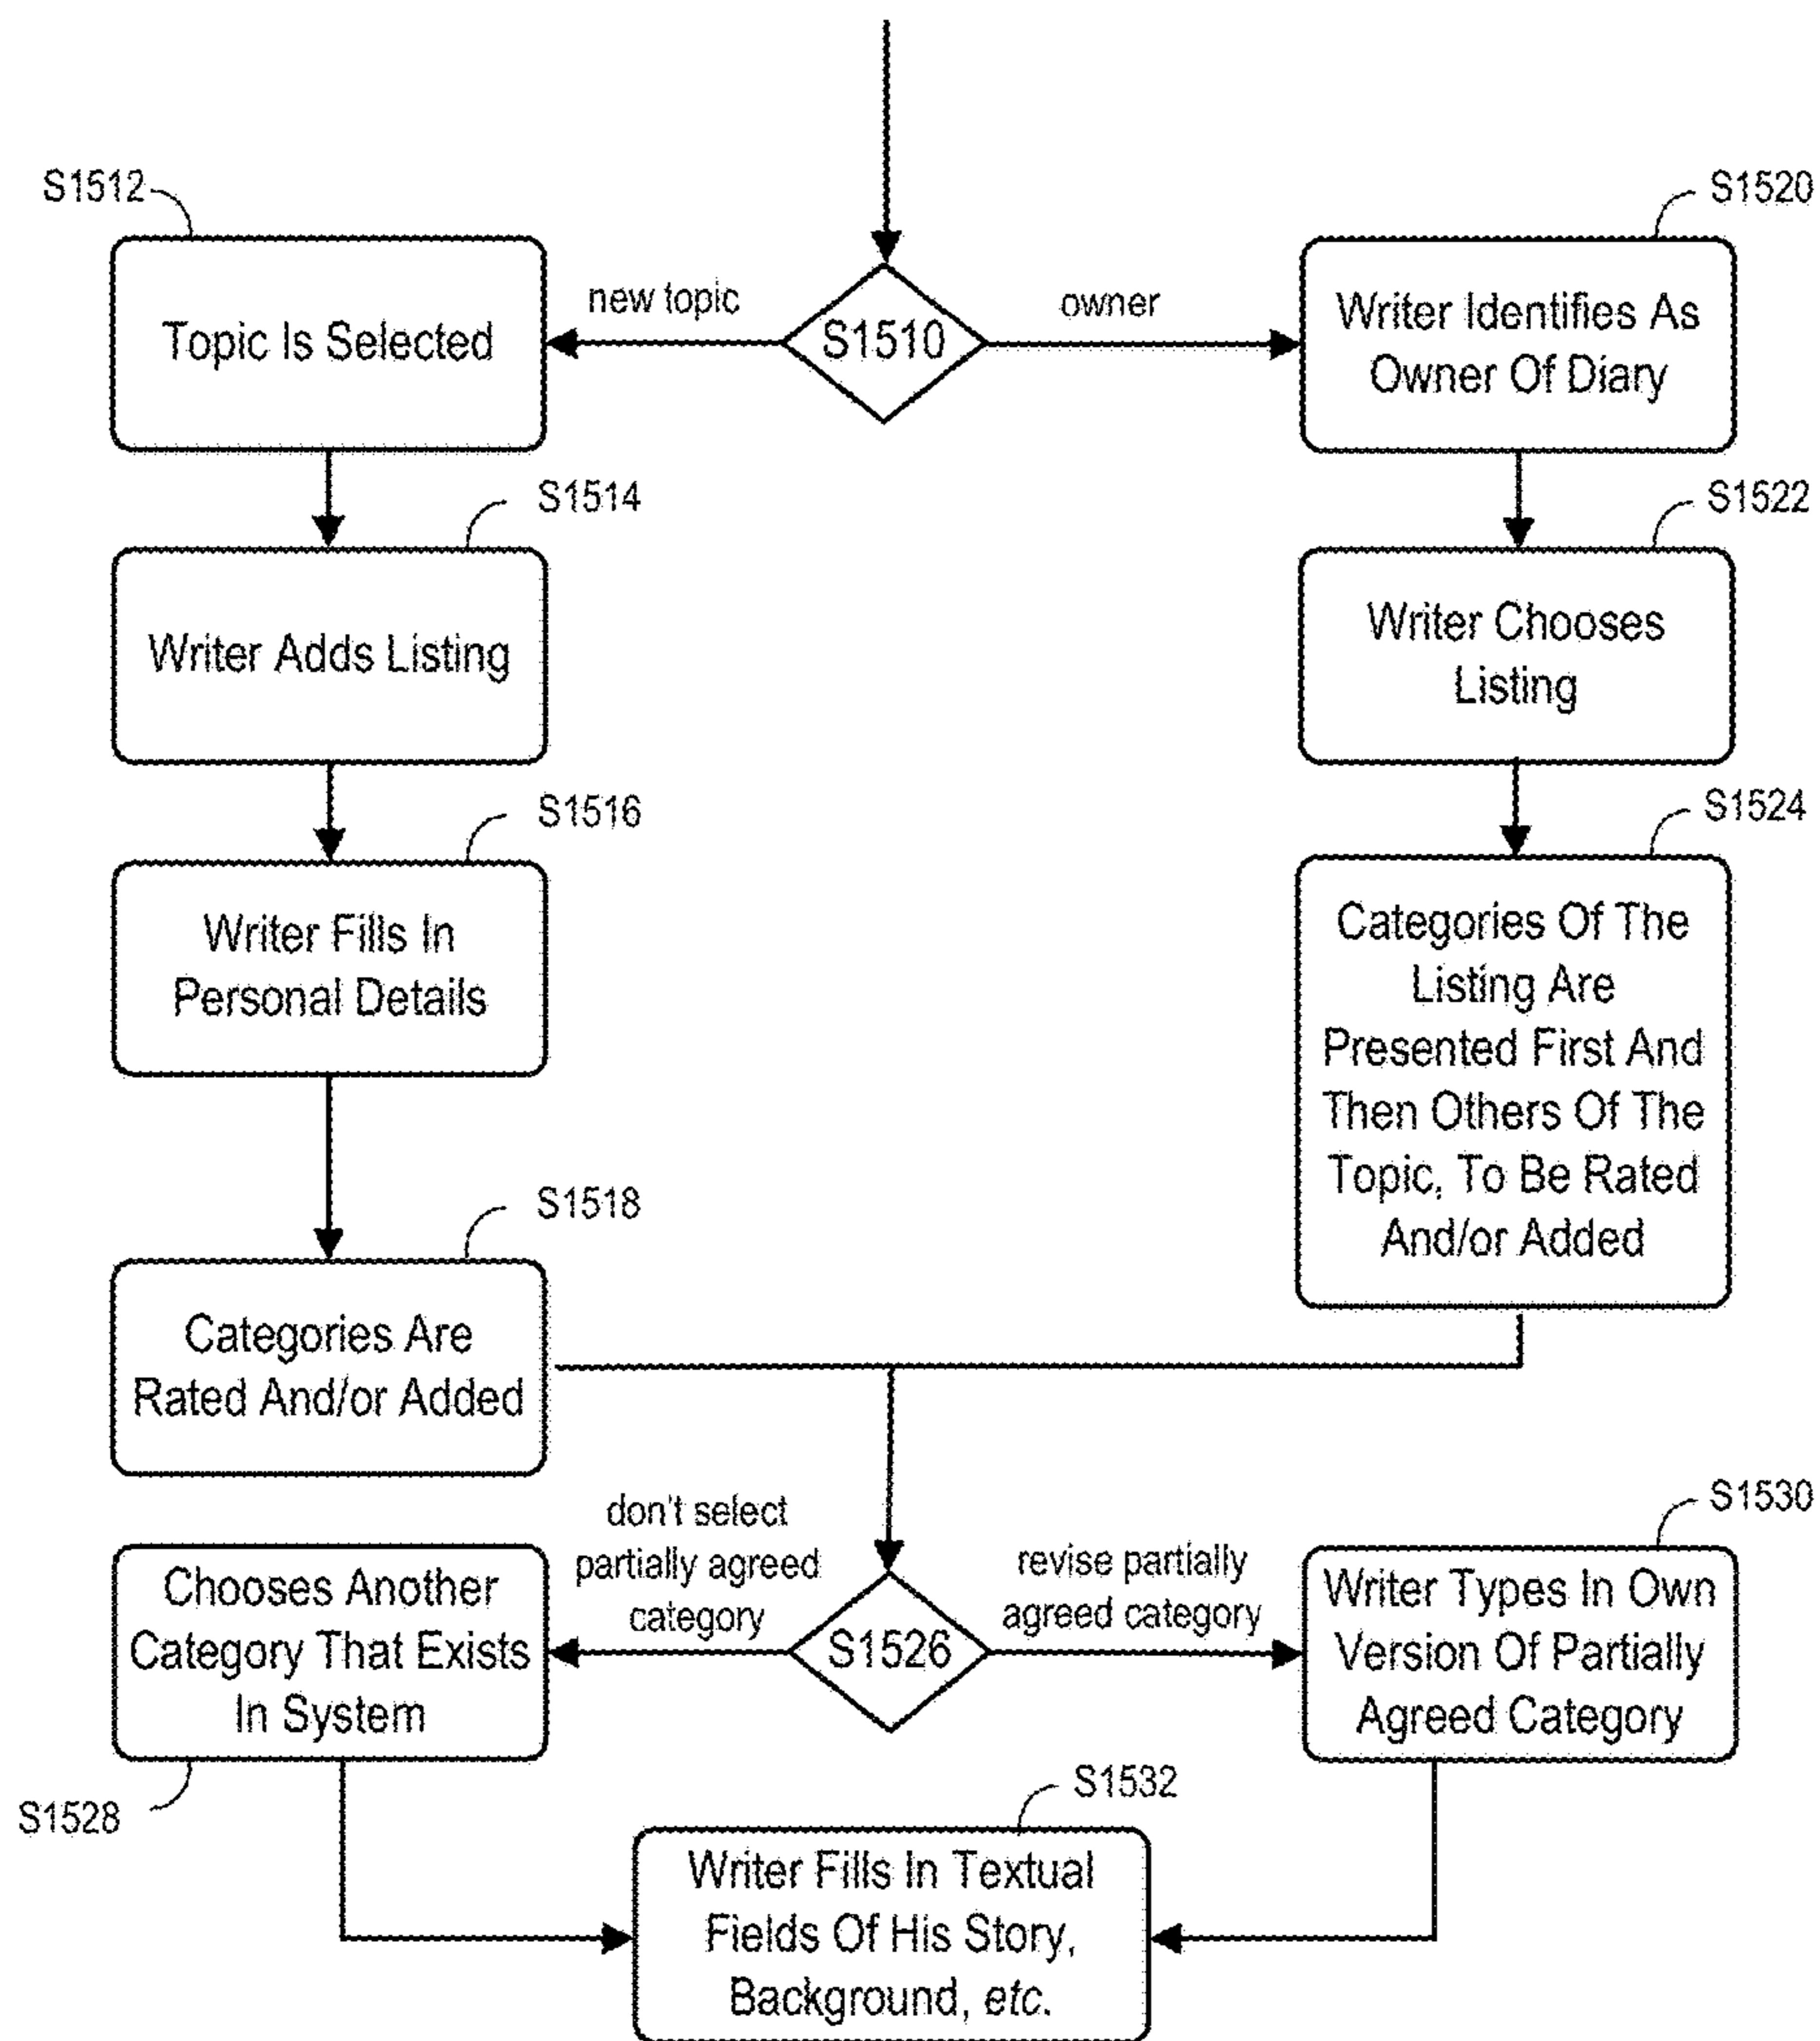 S1512
Topic Is Selected
new topic
S1510
owner
S1520
Writer Identifies As
Owner Of Diary
S1514
Writer Adds Listing
S1522
Writer Chooses
Listing
S1516
Writer Fills In
Personal Details
S1524
Categories Of The
Listing Are
Presented First And
Then Others Of The
Topic, To Be Rated
And/or Added
S1518
Categories Are
Rated And/or Added
don't select
partially agreed
category
S1526
revise partially
agreed category
S1530
Writer Types In Own
Version Of Partially
Agreed Category
Chooses Another
Category That Exists
In System
S1528
S1532
Writer Fills In Textual
Fields Of His Story,
Background, etc.